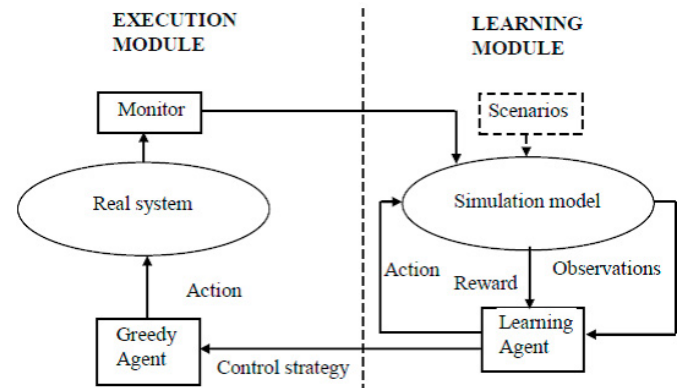 EXECUTION
MODULE
LEARNING
MODULE
Monitor
Scenarios
Real system
Simulation model
Action
Action
Reward
Observations
Greedy
Agent
Control strategy
Learning
Agent